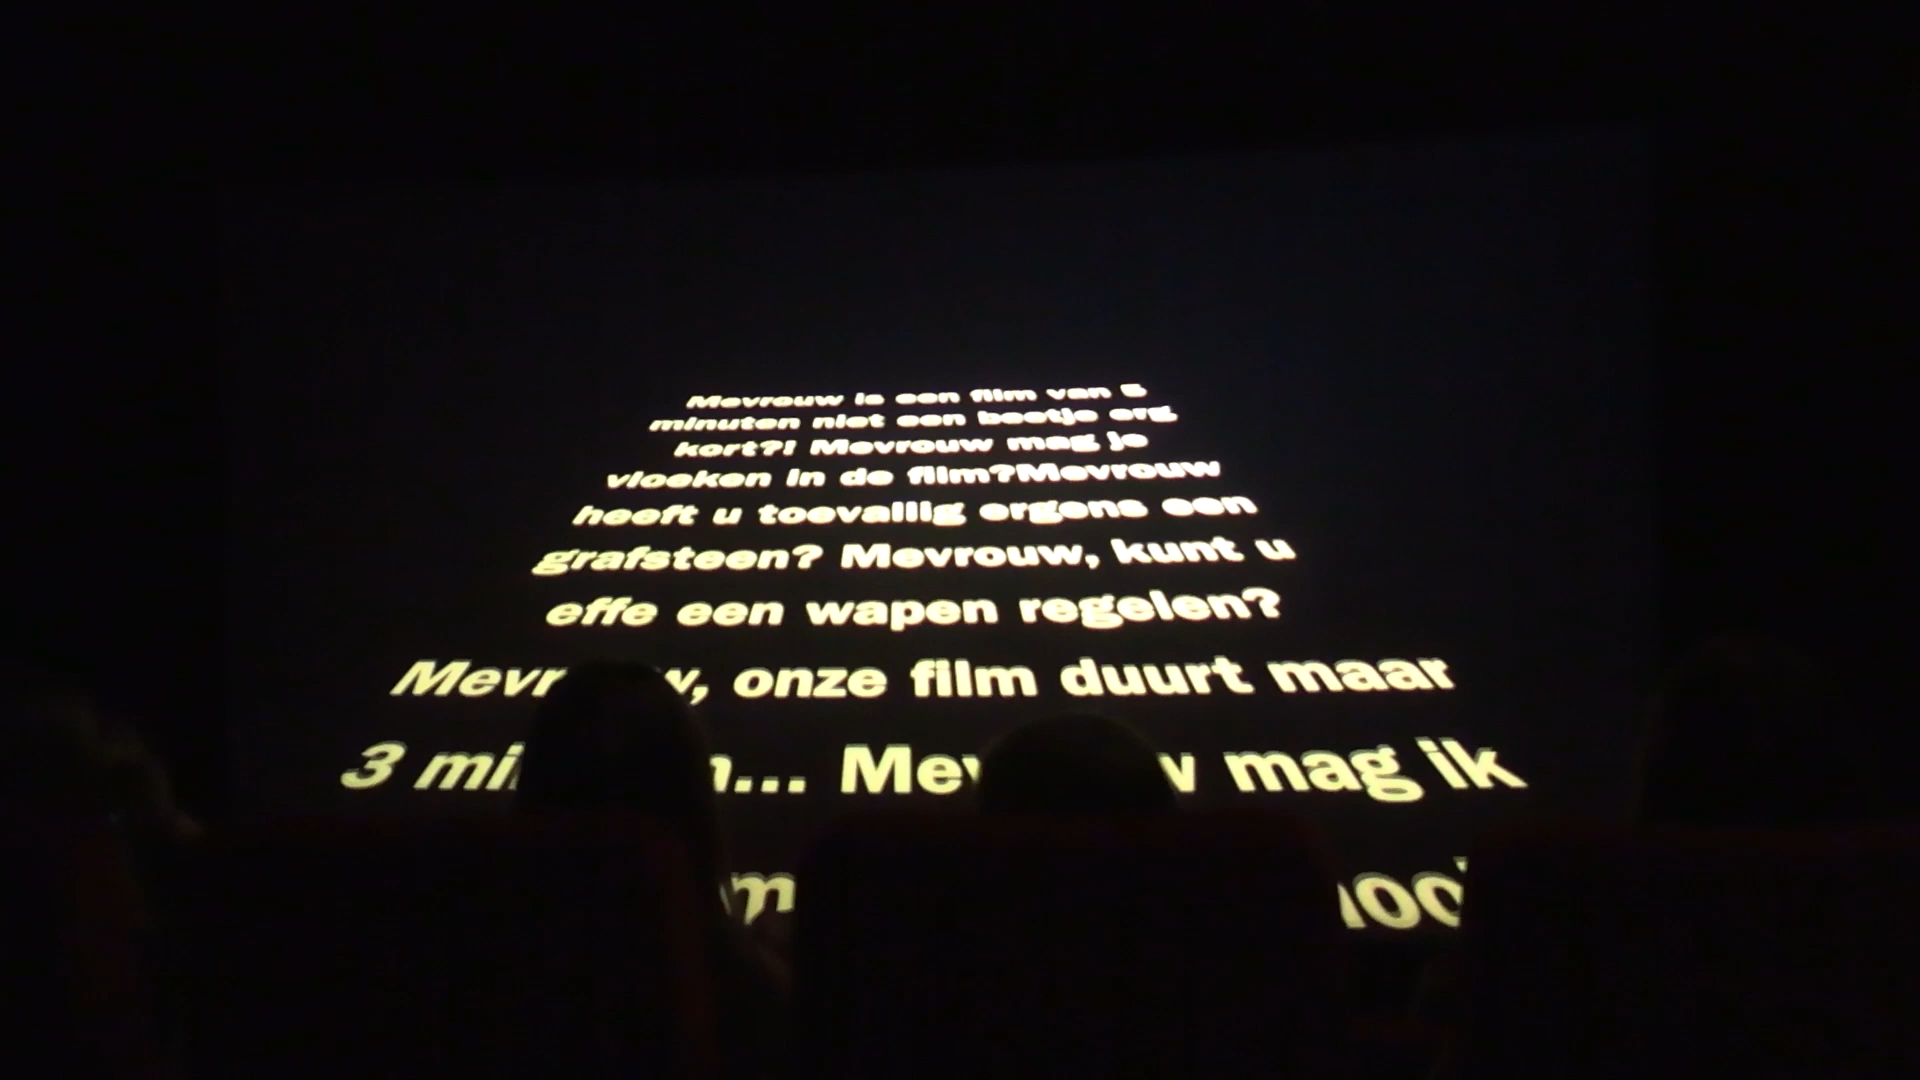 Mevrouw is een film van 5
minuten niet een beetje erg
kort?! Mevrouw mag je
vloeken in de film?Mevrouw
heeft u toevallig ergens een
grafsteen? Mevrouw, kunt u
effe een wapen regelen?
onze film duurt maar
3 mag ik